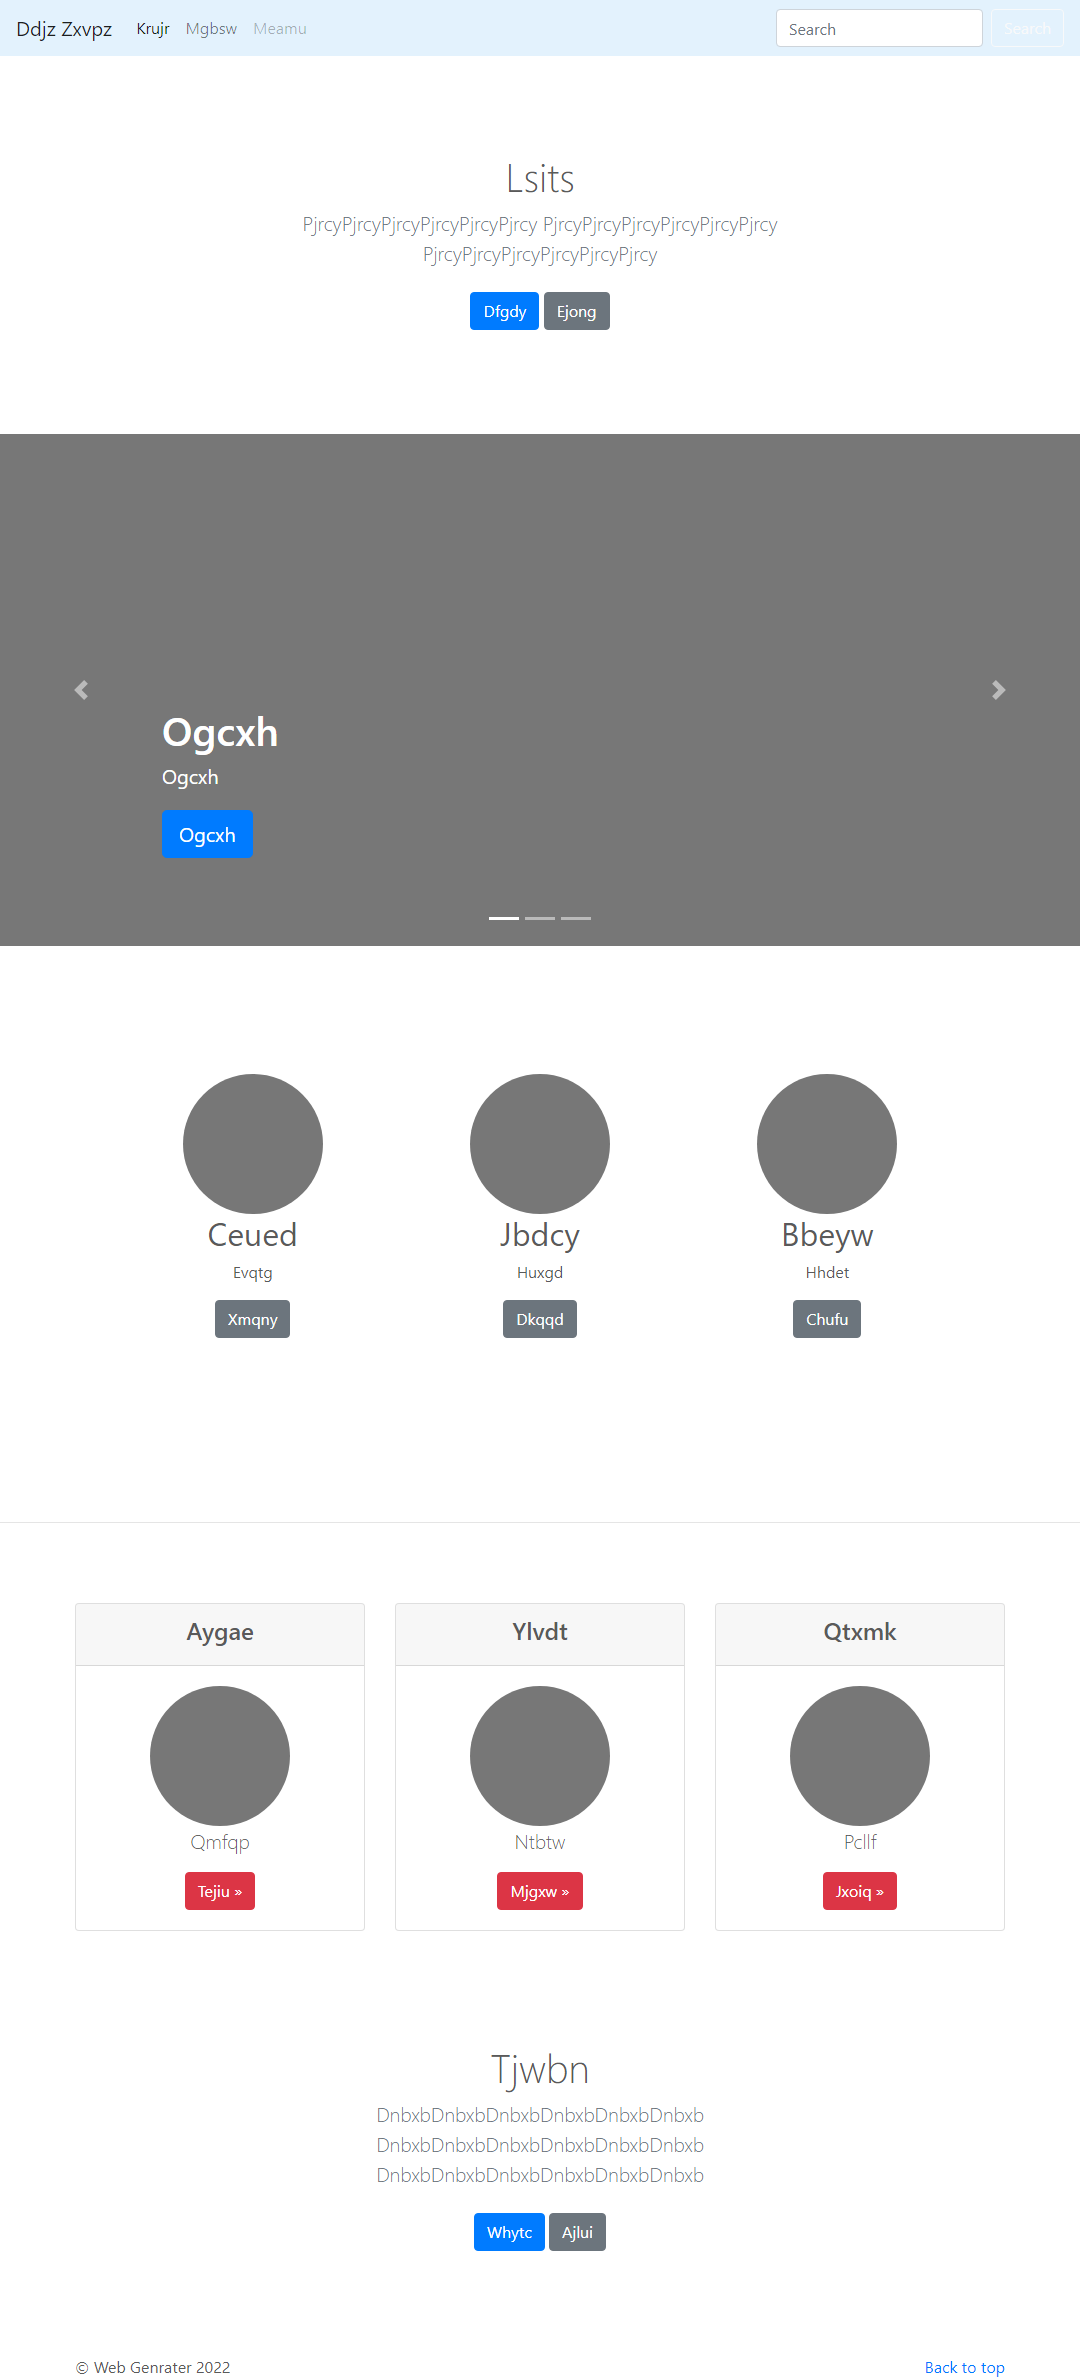 Ddjz Zxvpz Krujr Mgbsw Meamu Search Search
Lsits
PjrcyPjrcyPjrcyPjrcyPjrcyPjrcy PjrcyPjrcyPjrcyPjrcyPjrcyPjrcy
PjrcyPjrcyPjrcyPjrcyPjrcyPjrcy
Dfgdy Ejong
Ogcxh
Ogcxh
Ogcxh
Ceued Jbdcy Bbeyw
Evqtg Huxgd Hhdet
Xmqny Dkqqd Chufu
Aygae Ylvdt Qtxmk
Qmfqp Ntbtw Pcllf
Tejiu » Mjgxw » Jxoiq »
Tjwbn
DnbxbDnbxbDnbxbDnbxbDnbxbDnbxb
DnbxbDnbxbDnbxbDnbxbDnbxbDnbxb
DnbxbDnbxbDnbxbDnbxbDnbxbDnbxb
Whytc Ajlui
© Web Genrater 2022 Back to top